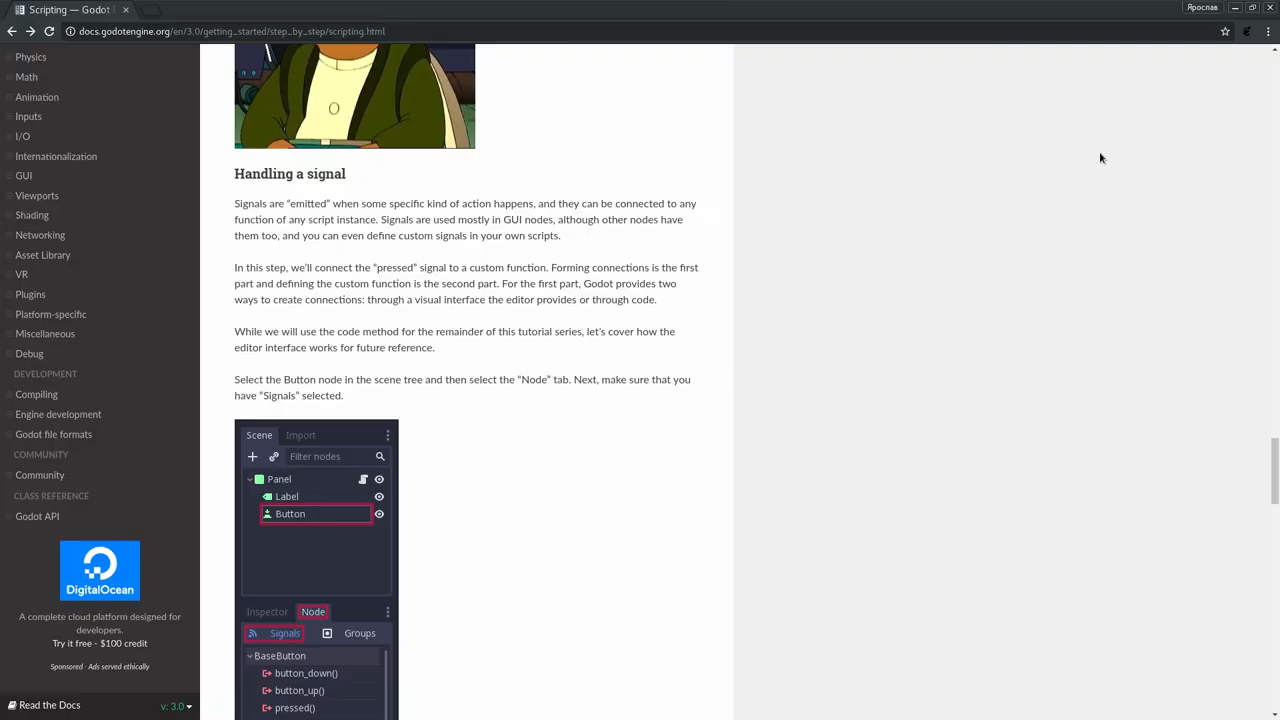 Scripting — Godot
Ярослав
docs.godotengine.org/en/3.0/getting_started/step_by_step/scripting.html
Physics
Math
Animation
Inputs
I/O
Internationalization
GUI
Viewports
Shading
Networking
Asset Library
VR
Plugins
Platform-specific
Miscellaneous
Debug
DEVELOPMENT
Compiling
Engine development
Godot file formats
COMMUNITY
Community
CLASS REFERENCE
Godot API
DigitalOcean
A complete cloud platform designed for
developers.
Try it free - $100 credit
Sponsored · Ads served ethically
Read the Docs
v: 3.0
Handling a signal
Signals are “emitted” when some specific kind of action happens, and they can be connected to any
function of any script instance. Signals are used mostly in GUI nodes, although other nodes have
them too, and you can even define custom signals in your own scripts.
In this step, we’ll connect the “pressed” signal to a custom function. Forming connections is the first
part and defining the custom function is the second part. For the first part, Godot provides two
ways to create connections: through a visual interface the editor provides or through code.
While we will use the code method for the remainder of this tutorial series, let’s cover how the
editor interface works for future reference.
Select the Button node in the scene tree and then select the “Node” tab. Next, make sure that you
have “Signals” selected.
Scene Import
Filter nodes
Panel
Label
Button
Inspector Node
Signals Groups
BaseButton
button_down()
button_up()
pressed()